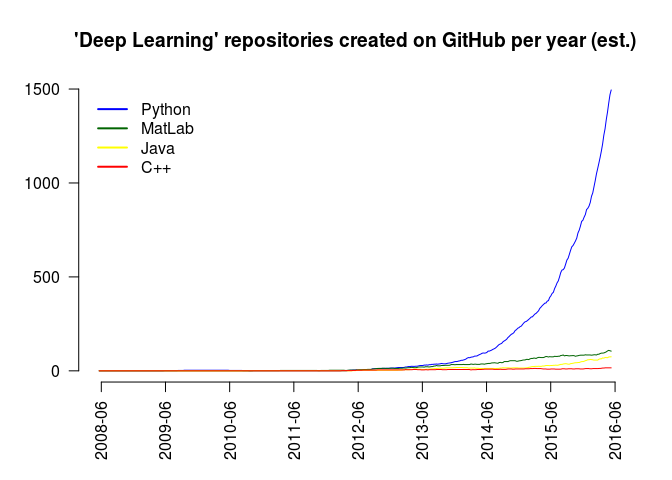 'Deep Learning' repositories created on GitHub per year (est.)
1500
1000
500
0
Python
MatLab
Java
C++
2008-06
2009-06
2010-06
2011-06
2012-06
2013-06
2014-06
2015-06
2016-06